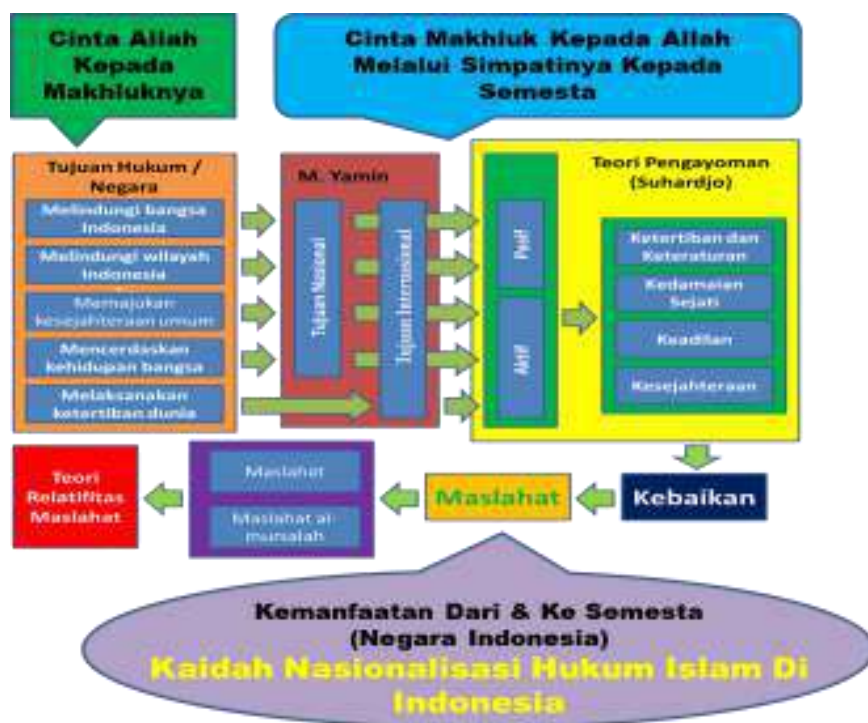 Cinta Allah
Kepada
Makhluknya
Cinta Makhluk Kepada Allah
Melalui Simpatinya Kepada
Semesta
Tujuan Hukum /
Negara
Melindungi bangsa
Indonesia
Melindungi wilayah
Indonesia
Memajukan
kesejahteraan umum
Mencerdaskan
kehidupan bangsa
Melaksanakan
ketertiban dunia
M. Yamin
Tujuan Nasional
Tujuan Internasional
Teori Pengayoman
(Suhardjo)
Pasif
Aktif
Ketertiban dan
Keteraturan
Kedamaian
Sejati
Keadilan
Kesejahteraan
Teori
Relatifitas
Maslahat
Maslahat
Maslahat al-
mursalah
Maslahat
Kebaikan
Kemanfaatan Dari & Ke Semesta
(Negara Indonesia)
Kaidah Nasionalisasi Hukum Islam Di
Indonesia